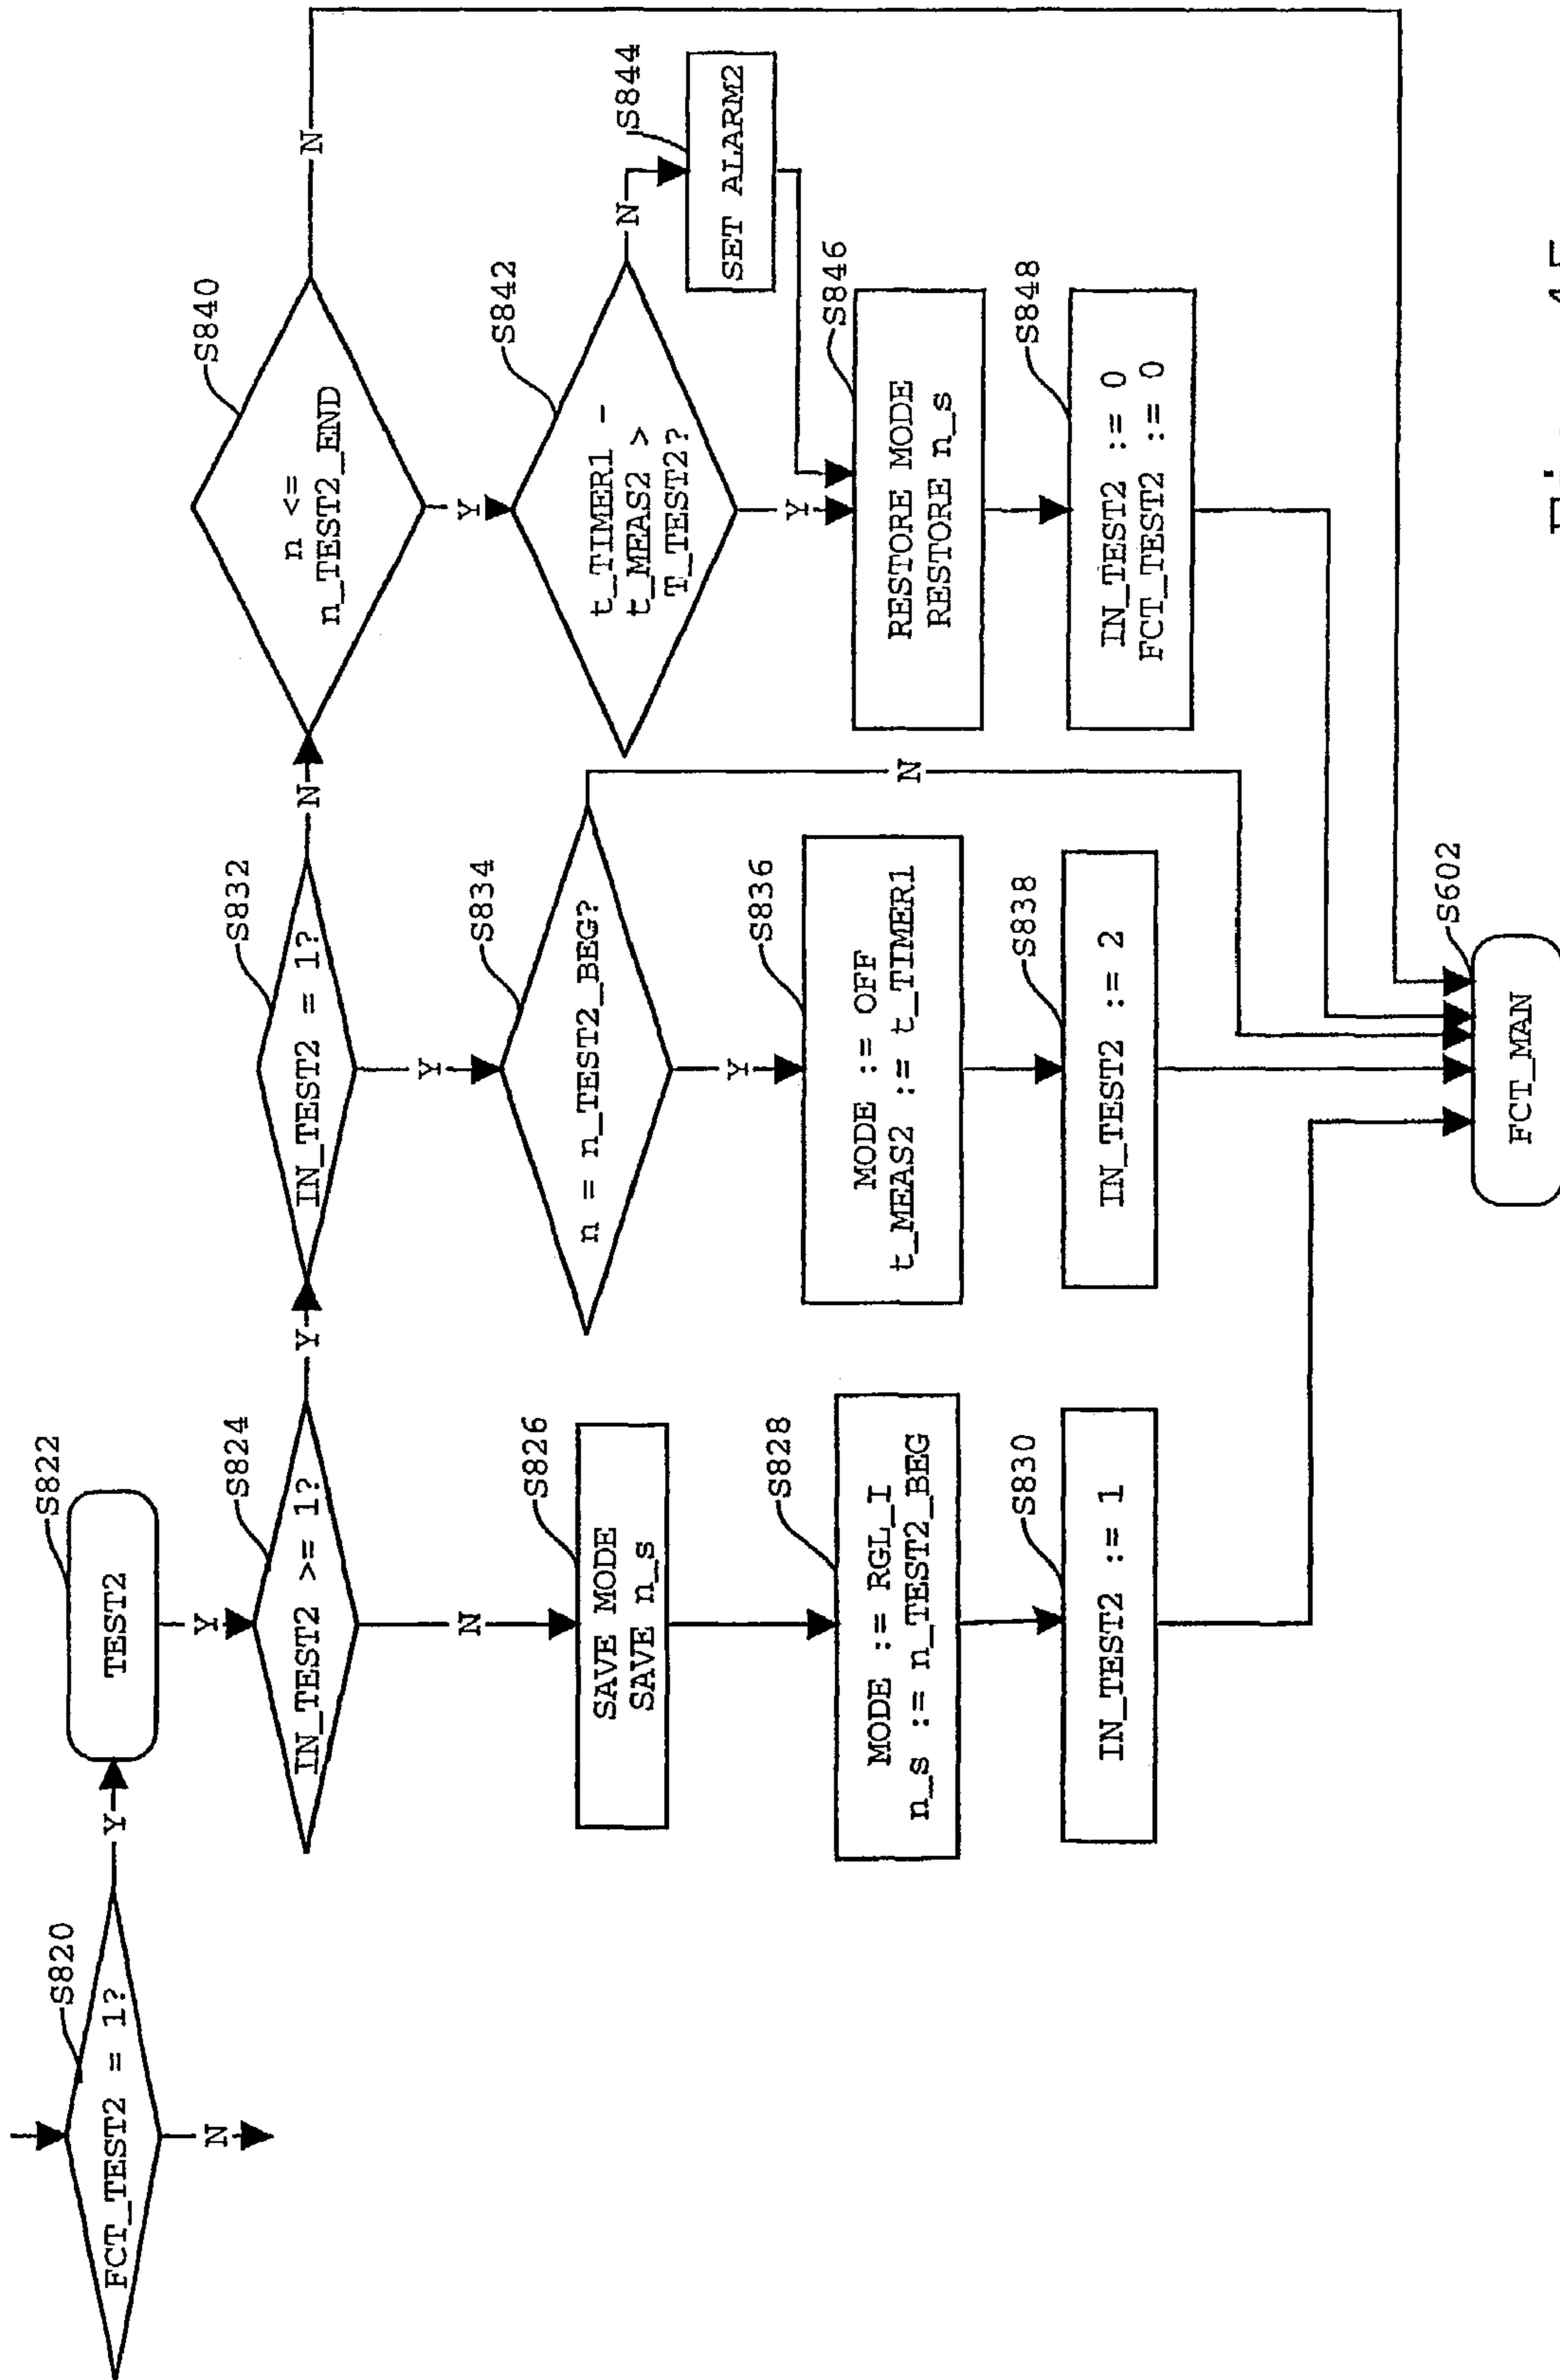 S820
FCT_TEST2 = 1?
Y
N
S822
TEST2
Y
S824
IN_TEST2 >= 1?
Y
N
S826
SAVE MODE
SAVE n_s
S828
MODE := RGL_I
n_s := n_TEST2_BEG
S830
IN_TEST2 := 1
S832
IN_TEST2 = 1?
N
Y
S834
n = n_TEST2_BEG?
N
Y
S836
MODE := OFF
t_MEAS2 := t_TIMER1
S838
IN_TEST2 := 2
S840
n <=
n_TEST2_END
N
Y
S842
t_TIMER1 -
t_MEAS2 >
T_TEST2?
N
Y
S844
SET ALARM2
S846
RESTORE MODE
RESTORE n_s
S848
IN_TEST2 := 0
FCT_TEST2 := 0
S602
FCT_MAN